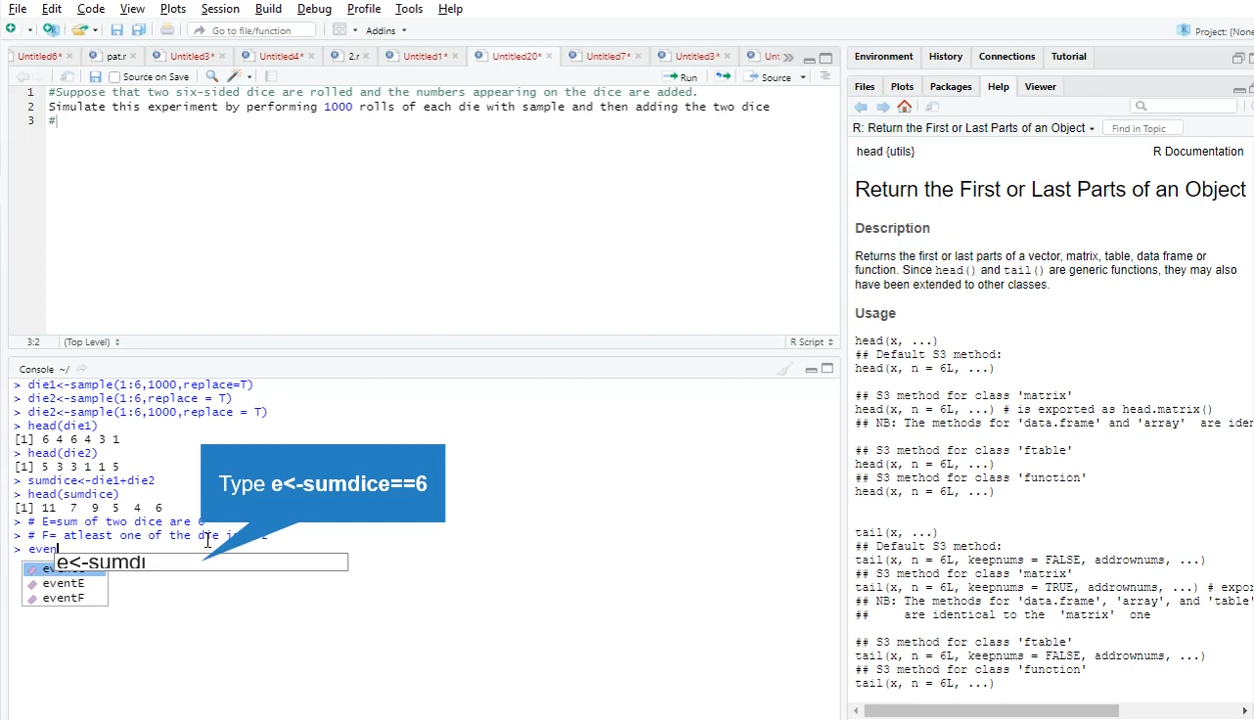 File Edit Code View Plots Session Build Debug Profile Tools Help
Go to file/function Addins Project: (None
Untitled6* pat.r Untitled3* Untitled4* 2.r Untitled1* Untitled20* Untitled7* Untitled3*
Source on Save Run Source
1 #Suppose that two six-sided dice are rolled and the numbers appearing on the dice are added.
2 Simulate this experiment by performing 1000 rolls of each die with sample and then adding the two dice
3 #
3:2 (Top Level) R Script
Console ~/
> die1<-sample(1:6,1000,replace=T)
> die2<-sample(1:6,replace = T)
> die2<-sample(1:6,1000,replace = T)
> head(die1)
[1] 6 4 6 4 3 1
> head(die2)
[1] 5 3 3 1 1 5
> sumdice<-die1+die2
> head(sumdice)
[1] 11 7 9 5 4 6
> # E=sum of two dice are
> # F= atleast one of the die
> even
e<-sumdi
eventE
eventF
Type e<-sumdice==6
Environment History Connections Tutorial
Files Plots Packages Help Viewer
R: Return the First or Last Parts of an Object Find in Topic
head {utils} R Documentation
Return the First or Last Parts of an Object
Description
Returns the first or last parts of a vector, matrix, table, data frame or
function. Since head() and tail() are generic functions, they may also
have been extended to other classes.
Usage
head(x, ...)
## Default S3 method:
head(x, n = 6L, ...)
## S3 method for class 'matrix'
head(x, n = 6L, ...) # is exported as head.matrix()
## NB: The methods for 'data.frame' and 'array' are iden
## S3 method for class 'ftable'
head(x, n = 6L, ...)
## S3 method for class 'function'
head(x, n = 6L, ...)
tail(x, ...)
## Default S3 method:
tail(x, n = 6L, keepnums = FALSE, addrownums, ...)
## S3 method for class 'matrix'
tail(x, n = 6L, keepnums = TRUE, addrownums, ...) # expor
## NB: The methods for 'data.frame', 'array', and 'table'
## are identical to the 'matrix' one
## S3 method for class 'ftable'
tail(x, n = 6L, keepnums = FALSE, addrownums, ...)
## S3 method for class 'function'
tail(x, n = 6L, ...)